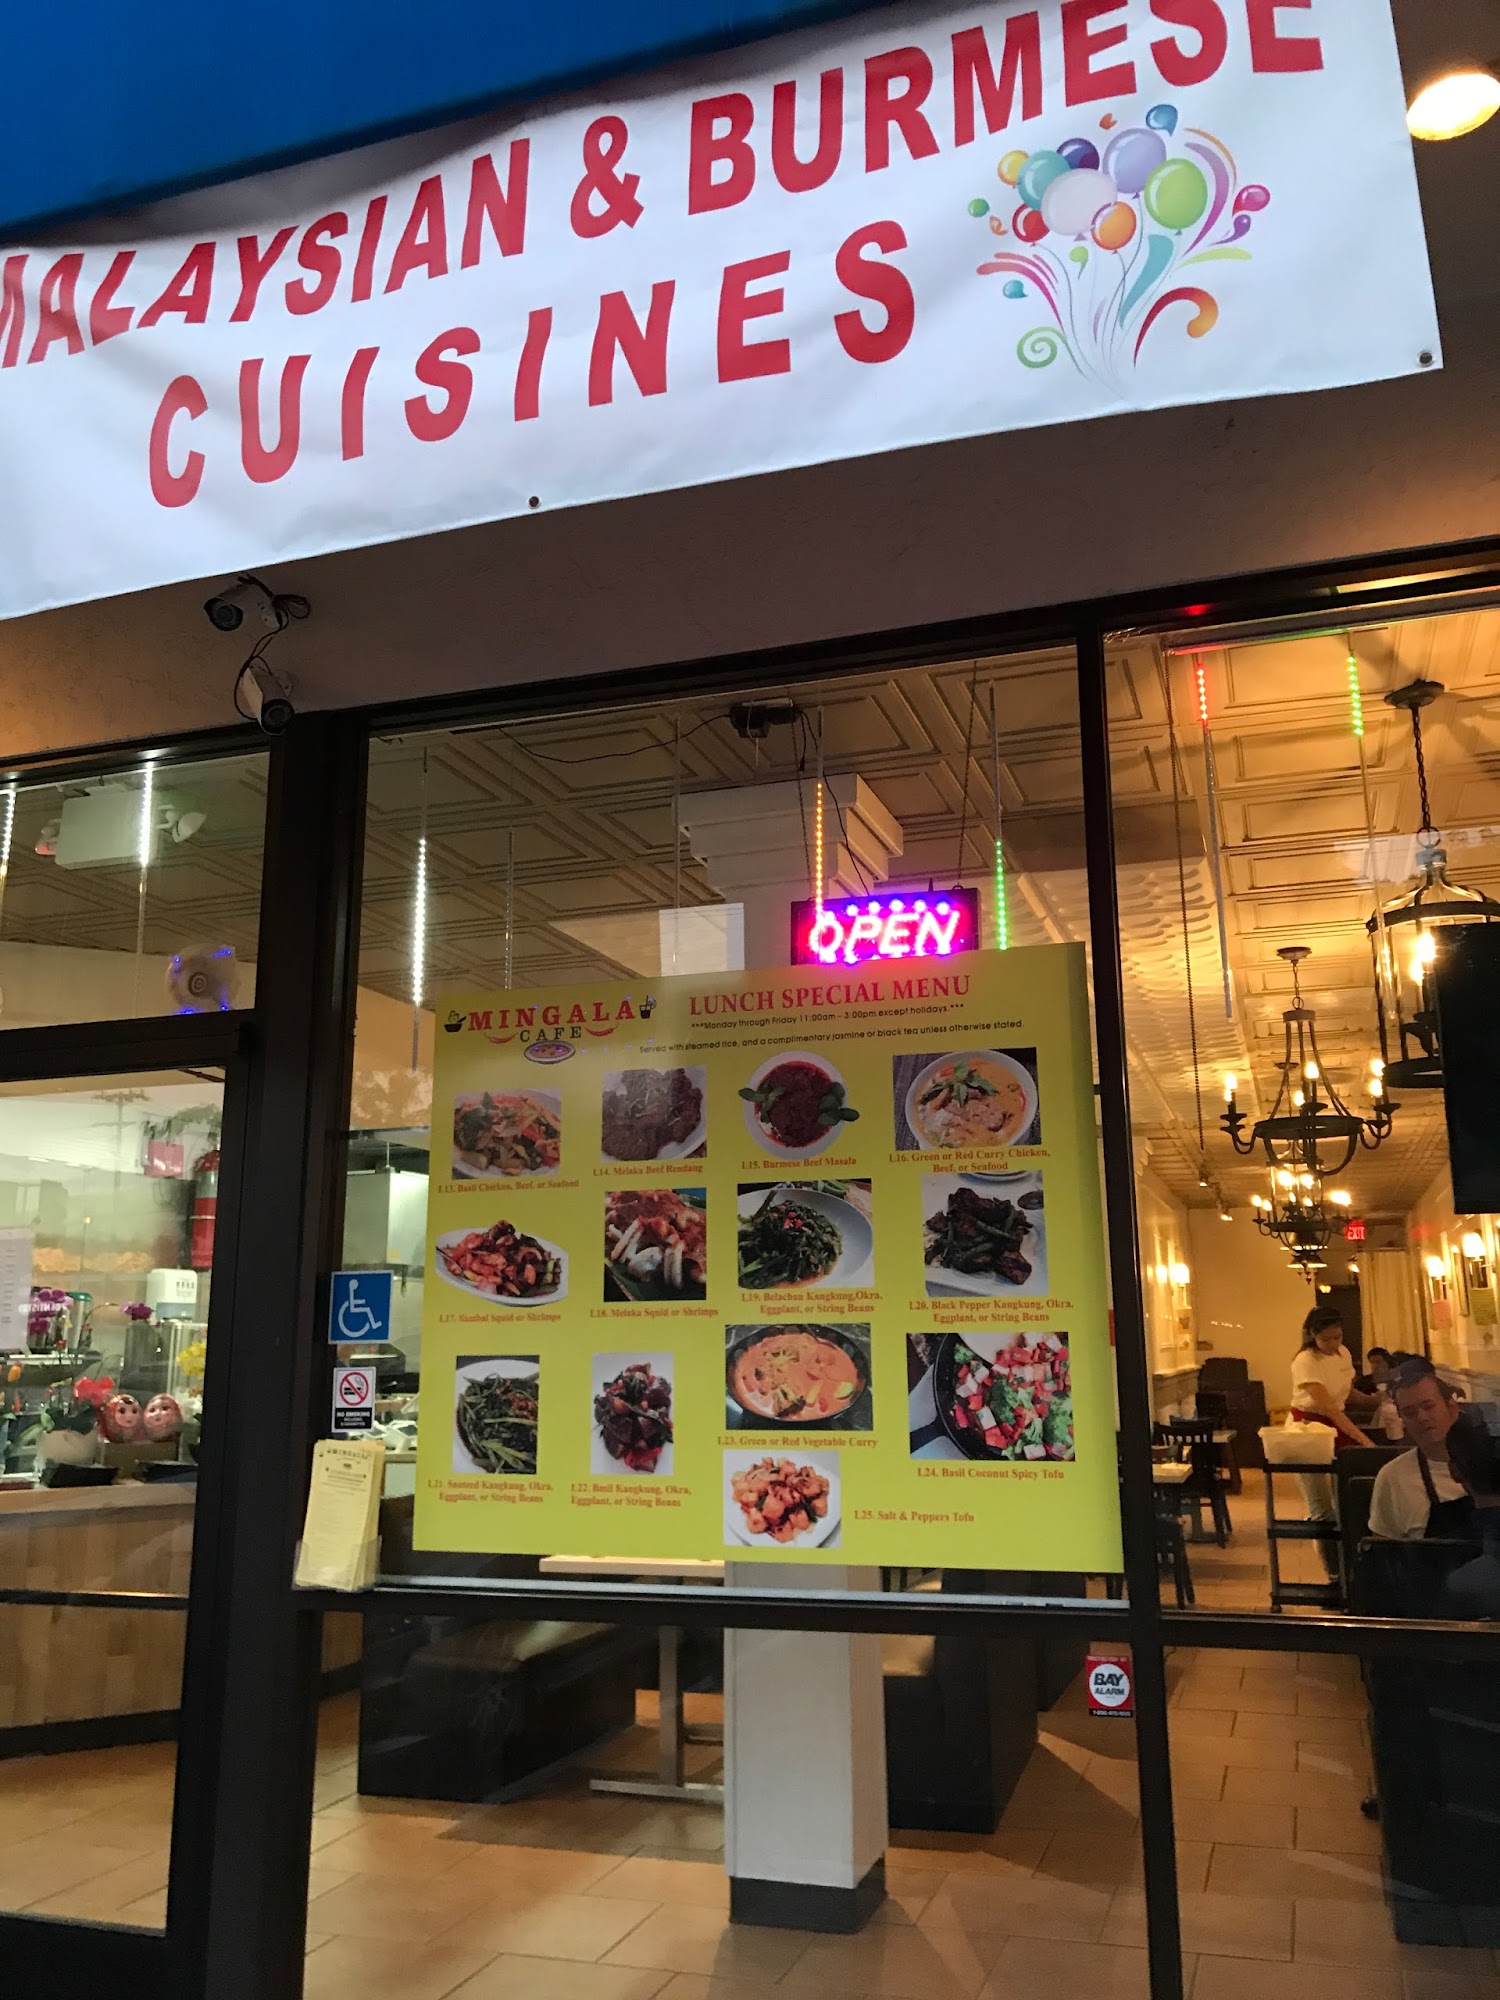 MALAYSIAN & BURMESE
CUISINES
OPEN
MINGALA
CAFE
LUNCH SPECIAL MENU
***Monday through Friday 11:00am - 3:00pm except holidays.***
Served with steamed rice, and a complimentary jasmine or black tea unless otherwise stated.
L13. Basil Chicken, Beef, or Seafood
L14. Melaka Beef Rendang
L15. Burmese Beef Masala
L16. Green or Red Curry Chicken,
Beef, or Seafood
L17. Sambal Squid or Shrimps
L18. Melaka Squid or Shrimps
L19. Belachan Kangkung,Okra,
Eggplant, or String Beans
L20. Black Pepper Kangkung, Okra,
Eggplant, or String Beans
L21. Sauteed Kangkung, Okra,
Eggplant, or String Beans
L22. Basil Kangkung, Okra,
Eggplant, or String Beans
L23. Green or Red Vegetable Curry
L24. Basil Coconut Spicy Tofu
L25. Salt & Peppers Tofu
EXIT
NO SMOKING
MINGALA
BAY
ALARM